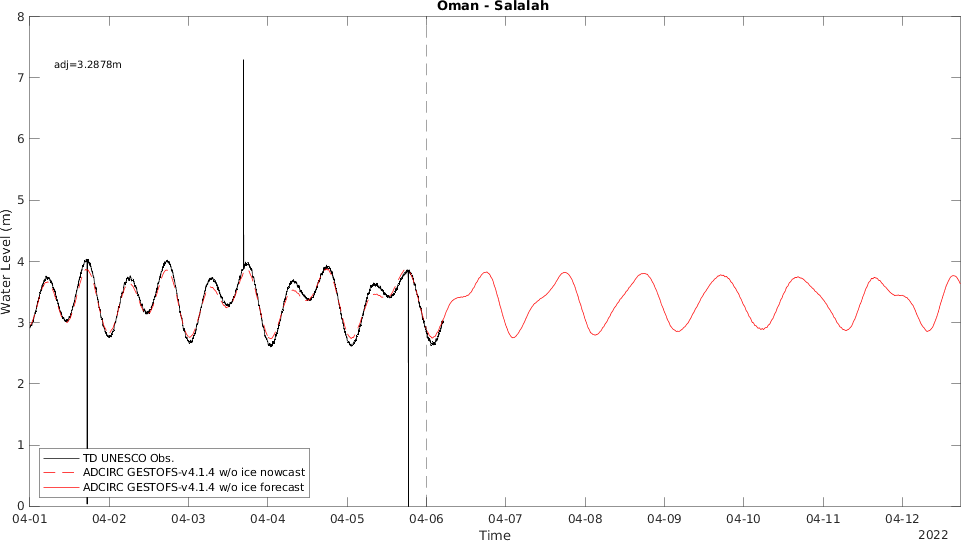 Oman - Salalah
adj=3.2878m
8
7
6
5
4
3
2
1
0
Water Level (m)
TD UNESCO Obs.
ADCIRC GESTOFS-v4.1.4 w/o ice nowcast
ADCIRC GESTOFS-v4.1.4 w/o ice forecast
04-01 04-02 04-03 04-04 04-05 04-06 04-07 04-08 04-09 04-10 04-11 04-12
Time
2022